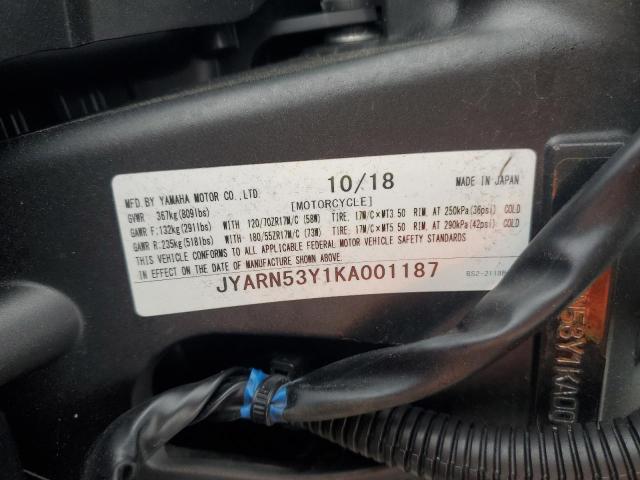 MFD.BY YAMAHA MOTOR CO.,LTD.
10/18
MADE IN JAPAN
GVWR 367kg(809lbs)
[MOTORCYCLE]
GAWR F:132kg(291lbs) WITH 120/70ZR17M/C (58W) TIRE. 17M/C×MT3.50 RIM. AT 250kPa(36psi) COLD
GAWR R:235kg(518lbs) WITH 180/55ZR17M/C (73W) TIRE. 17M/C×MT5.50 RIM. AT 290kPa(42psi) COLD
THIS VEHICLE CONFORMS TO ALL APPLICABLE FEDERAL MOTOR VEHICLE SAFETY STANDARDS
IN EFFECT ON THE DATE OF MANUFACTURE SHOWN ABOVE.
JYARN53Y1KA001187
N53Y1KA00